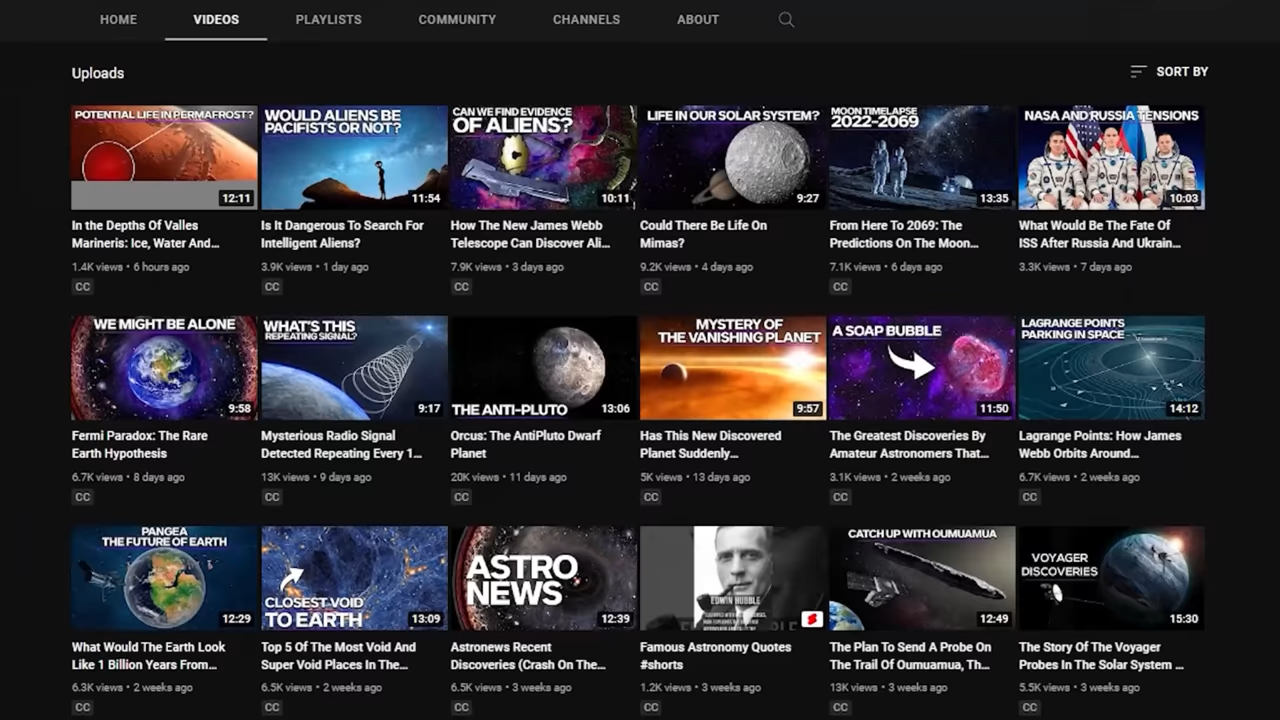 HOME VIDEOS PLAYLISTS COMMUNITY CHANNELS ABOUT
Uploads
SORT BY
POTENTIAL LIFE IN PERMAFROST?
12:11
In the Depths Of Valles
Marineris: Ice, Water And...
1.4K views • 6 hours ago
CC
WOULD ALIENS BE
PACIFISTS OR NOT?
11:54
Is It Dangerous To Search For
Intelligent Aliens?
3.9K views • 1 day ago
CC
CAN WE FIND EVIDENCE
OF ALIENS?
10:11
How The New James Webb
Telescope Can Discover Ali...
7.9K views • 3 days ago
CC
LIFE IN OUR SOLAR SYSTEM?
9:27
Could There Be Life On
Mimas?
9.2K views • 4 days ago
CC
MOON TIMELAPSE
2022-2069
13:35
From Here To 2069: The
Predictions On The Moon...
7.1K views • 6 days ago
CC
NASA AND RUSSIA TENSIONS
10:03
What Would Be The Fate Of
ISS After Russia And Ukrain...
3.3K views • 7 days ago
WE MIGHT BE ALONE
9:58
Fermi Paradox: The Rare
Earth Hypothesis
6.7K views • 8 days ago
CC
WHAT'S THIS
REPEATING SIGNAL?
9:17
Mysterious Radio Signal
Detected Repeating Every 1...
13K views • 9 days ago
CC
THE ANTI-PLUTO
13:06
Orcus: The AntiPluto Dwarf
Planet
20K views • 11 days ago
CC
MYSTERY OF
THE VANISHING PLANET
9:57
Has This New Discovered
Planet Suddenly...
5K views • 13 days ago
CC
A SOAP BUBBLE
11:50
The Greatest Discoveries By
Amateur Astronomers That...
3.1K views • 2 weeks ago
CC
LAGRANGE POINTS
PARKING IN SPACE
14:12
Lagrange Points: How James
Webb Orbits Around...
6.7K views • 2 weeks ago
CC
PANGEA
THE FUTURE OF EARTH
12:29
What Would The Earth Look
Like 1 Billion Years From...
6.3K views • 2 weeks ago
CC
CLOSEST VOID
TO EARTH
13:09
Top 5 Of The Most Void And
Super Void Places In The...
6.5K views • 2 weeks ago
CC
ASTRO
NEWS
12:39
Astronews Recent
Discoveries (Crash On The...
6.5K views • 3 weeks ago
CC
EDWIN HUBBLE
Famous Astronomy Quotes
#shorts
1.2K views • 3 weeks ago
CC
CATCH UP WITH OUMUAMUA
12:49
The Plan To Send A Probe On
The Trail Of Oumuamua, Th...
13K views • 3 weeks ago
CC
VOYAGER
DISCOVERIES
15:30
The Story Of The Voyager
Probes In The Solar System ...
5.5K views • 3 weeks ago
CC